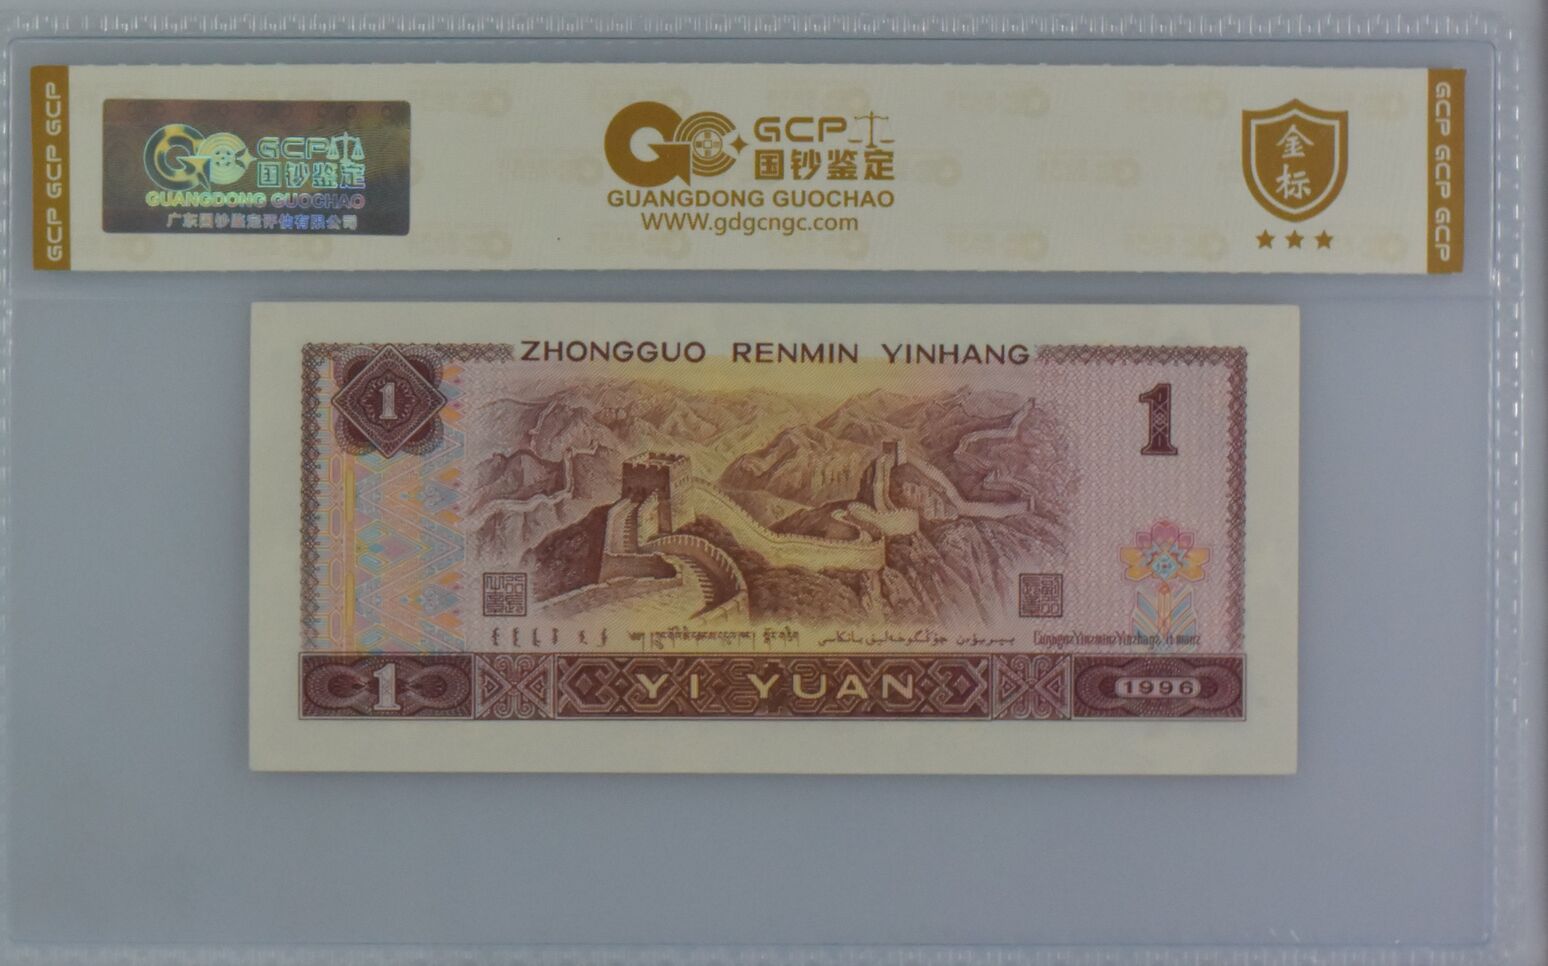 GCP GCP GCP
GCP
国钞鉴定
GUANGDONG GUOCHAO
广东国钞鉴定评估有限公司
GCP
国钞鉴定
GUANGDONG GUOCHAO
WWW.gdgcngc.com
金标
GCP GCP GCP
ZHONGGUO RENMIN YINHANG
1
1
1
YI YUAN
1996